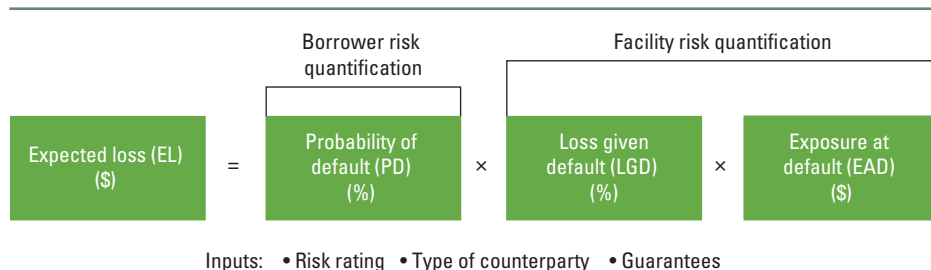 Borrower risk
quantification
Facility risk quantification
Expected loss (EL)
($)
=
Probability of
default (PD)
(%)
×
Loss given
default (LGD)
(%)
×
Exposure at
default (EAD)
($)
Inputs: • Risk rating • Type of counterparty • Guarantees